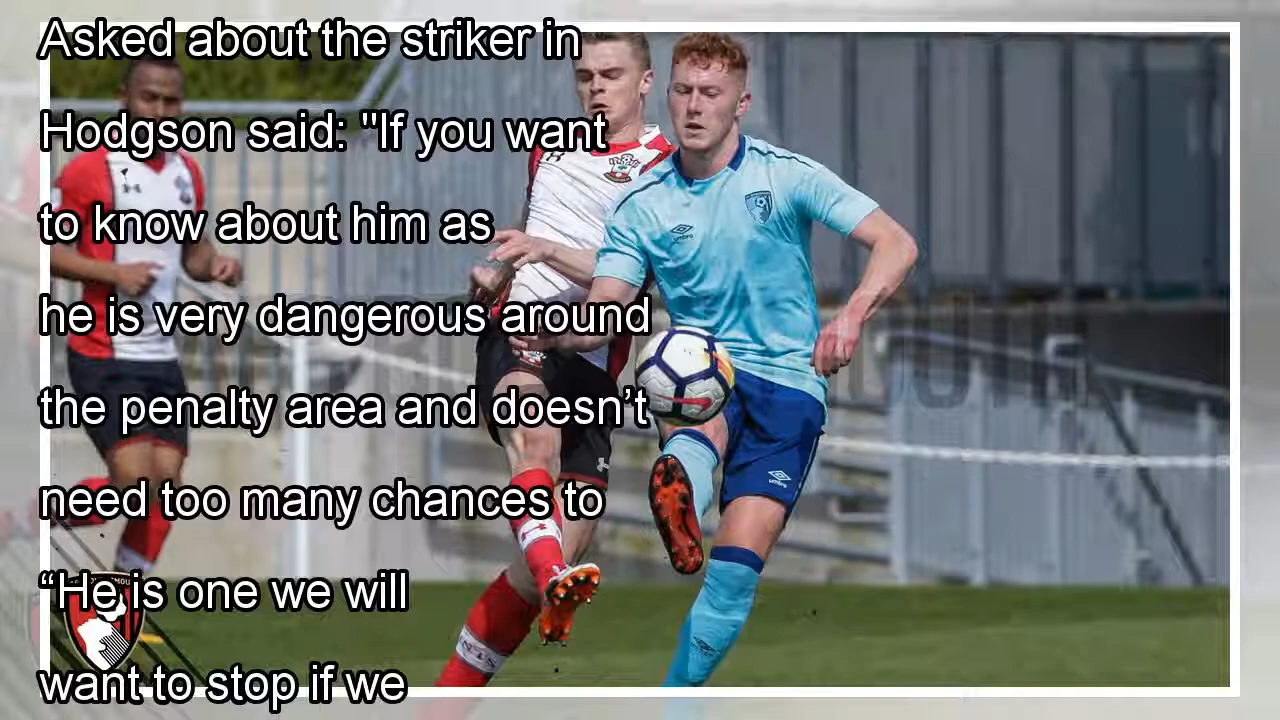 Asked about the striker in
Hodgson said: "If you want
to know about him as
he is very dangerous around
the penalty area and doesn’t
need too many chances to
“He is one we will
want to stop if we
umbro
umbro